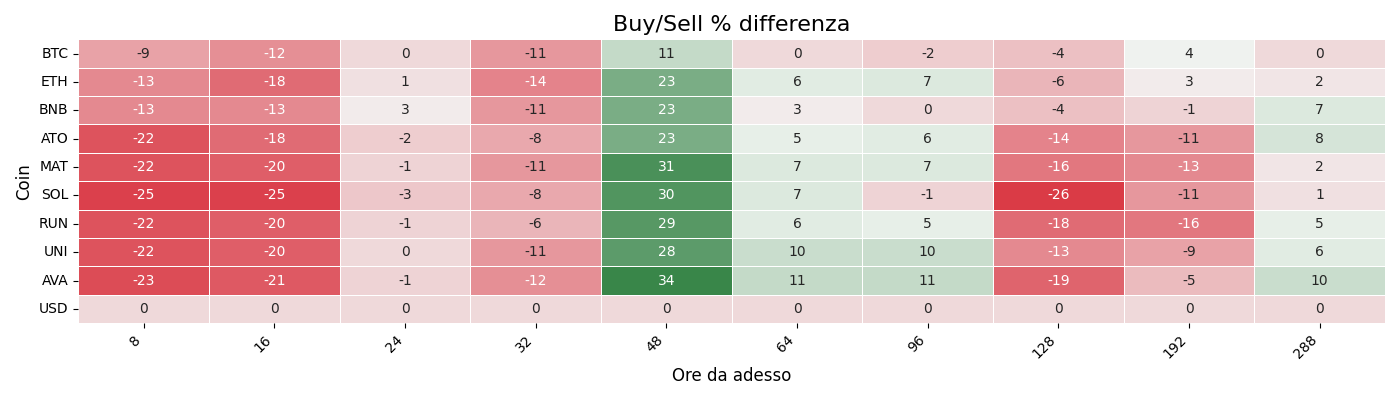 Buy/Sell % differenza
Coin
BTC -9 -12 0 -11 11 0 -2 -4 4 0
ETH -13 -18 1 -14 23 6 7 -6 3 2
BNB -13 -13 3 -11 23 3 0 -4 -1 7
ATO -22 -18 -2 -8 23 5 6 -14 -11 8
MAT -22 -20 -1 -11 31 7 7 -16 -13 2
SOL -25 -25 -3 -8 30 7 -1 -26 -11 1
RUN -22 -20 -1 -6 29 6 5 -18 -16 5
UNI -22 -20 0 -11 28 10 10 -13 -9 6
AVA -23 -21 -1 -12 34 11 11 -19 -5 10
USD 0 0 0 0 0 0 0 0 0 0
8 16 24 32 48 64 96 128 192 288
Ore da adesso